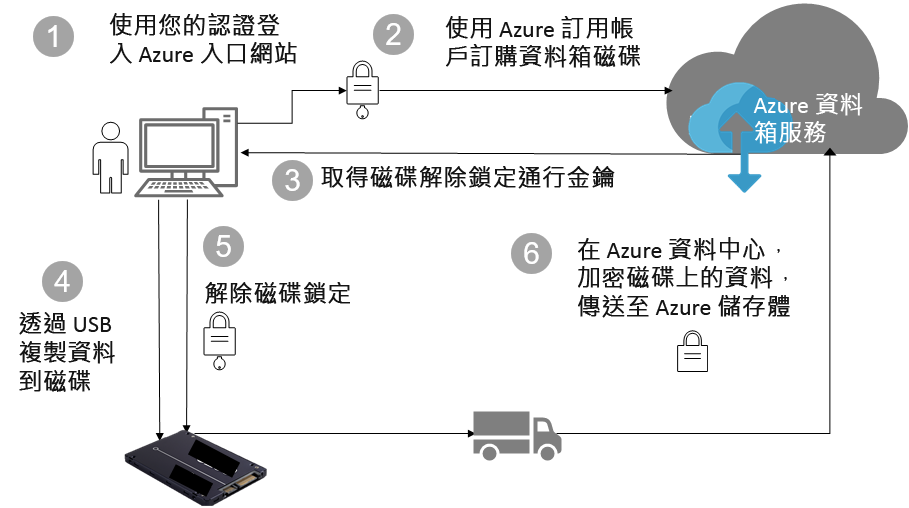 1
使用您的認證登
入 Azure 入口網站
2
使用 Azure 訂用帳
戶訂購資料箱磁碟
Azure 資料
箱服務
3
取得磁碟解除鎖定通行金鑰
4
透過 USB
複製資料
到磁碟
5
解除磁碟鎖定
6
在 Azure 資料中心，
加密磁碟上的資料，
傳送至 Azure 儲存體